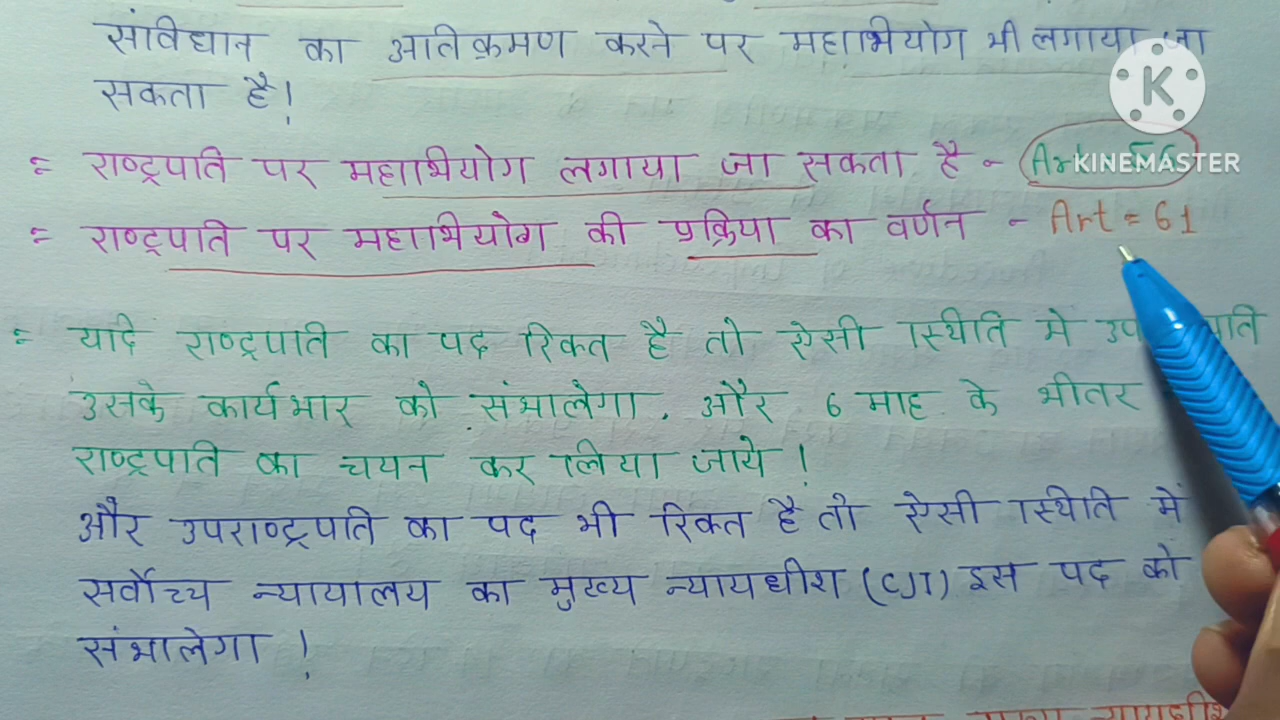 संविधान का अतिक्रमण करने पर महाभियोग भी लगाया जा
सकता है!
= राष्ट्रपति पर महाभियोग लगाया जा सकता है - Art
K
KINEMASTER
= राष्ट्रपति पर महाभियोग की प्रक्रिया का वर्णन - Art = 61
= यदि राष्ट्रपति का पद रिक्त है तो ऐसी स्थिति मे
उसके कार्यभार को संभालेगा. और 6 माह के भीतर
राष्ट्रपति का चयन कर लिया जाये !
और उपराष्ट्रपति का पद भी रिक्त है तो ऐसी स्थिति में
सर्वोच्य न्यायालय का मुख्य न्यायधीश (CJI) इस पद को
संभालेगा !